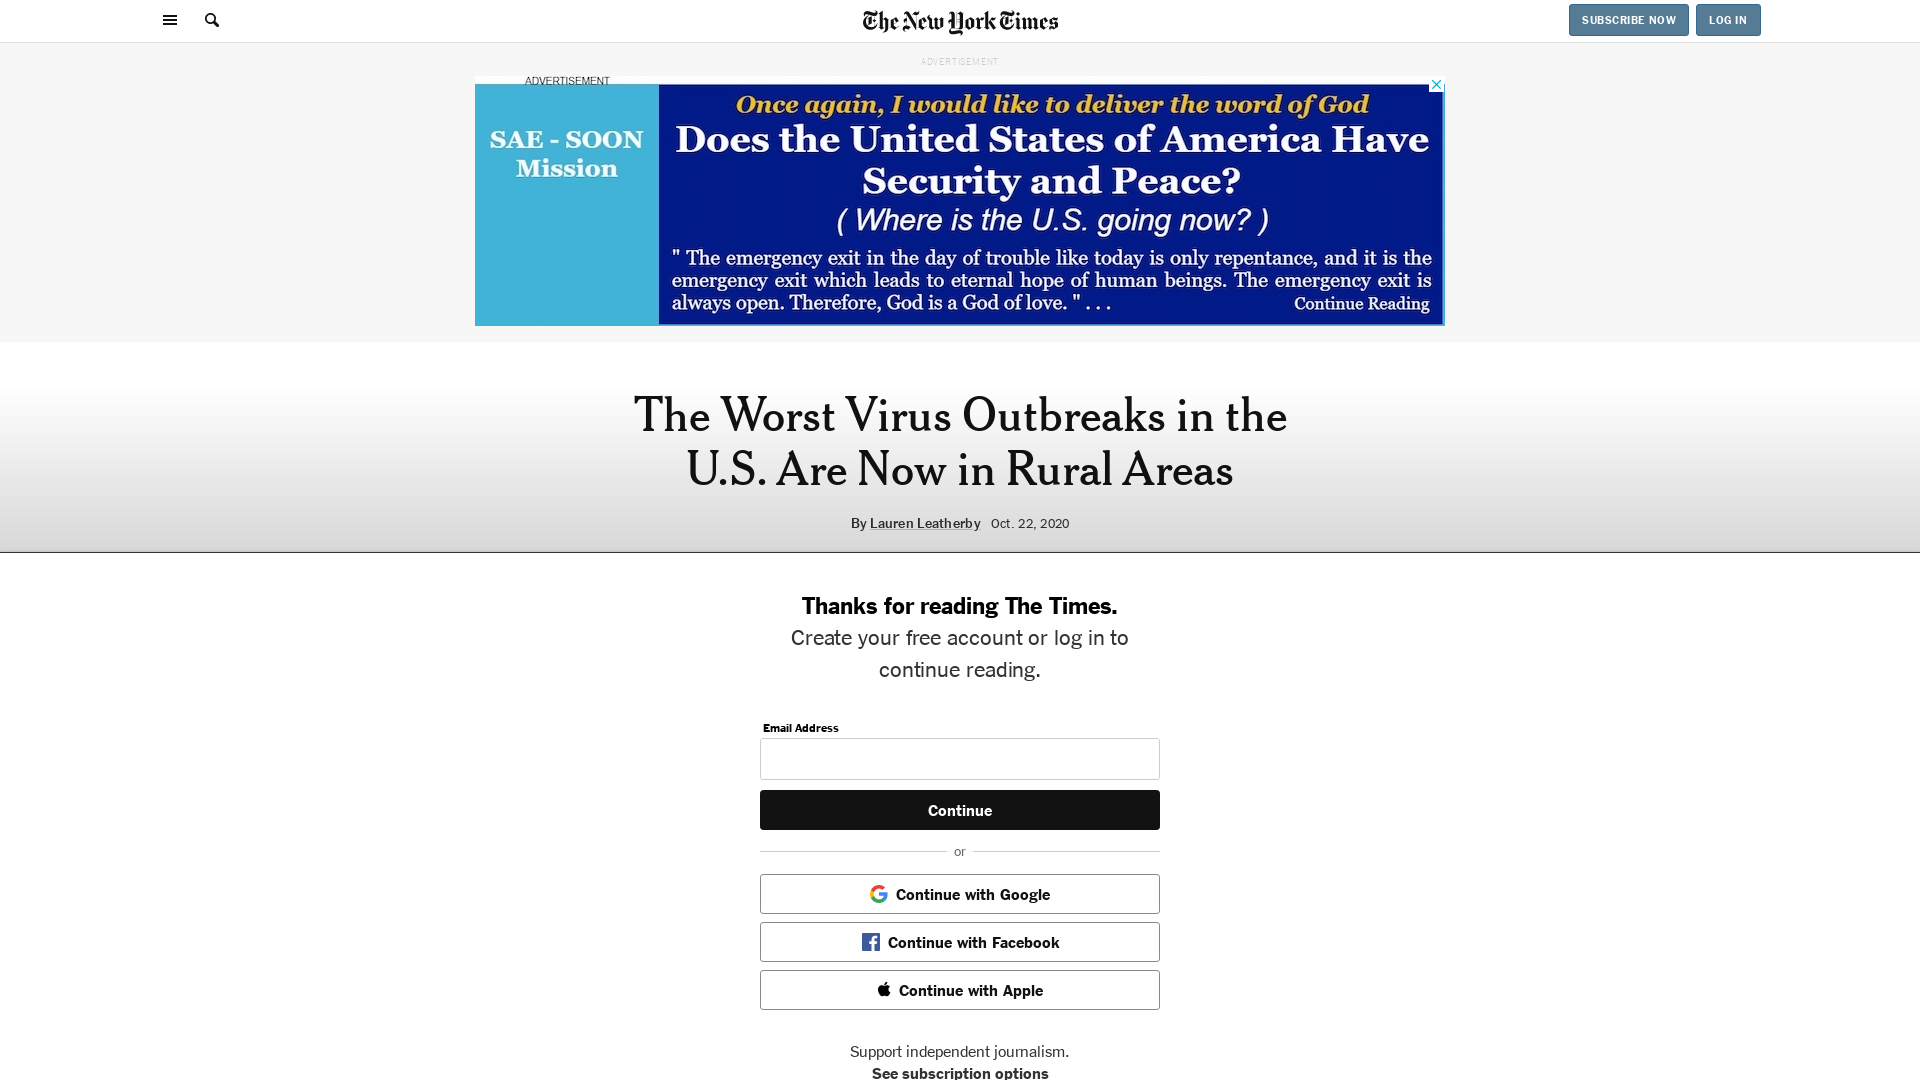 The New York Times
SUBSCRIBE NOW
LOG IN
ADVERTISEMENT
ADVERTISEMENT
SAE - SOON
Mission
Once again, I would like to deliver the word of God
Does the United States of America Have
Security and Peace?
( Where is the U.S. going now? )
" The emergency exit in the day of trouble like today is only repentance, and it is the
emergency exit which leads to eternal hope of human beings. The emergency exit is
always open. Therefore, God is a God of love. " . . .
Continue Reading
The Worst Virus Outbreaks in the
U.S. Are Now in Rural Areas
By Lauren Leatherby Oct. 22, 2020
Thanks for reading The Times.
Create your free account or log in to
continue reading.
Email Address
Continue
or
Continue with Google
Continue with Facebook
Continue with Apple
Support independent journalism.
See subscription options